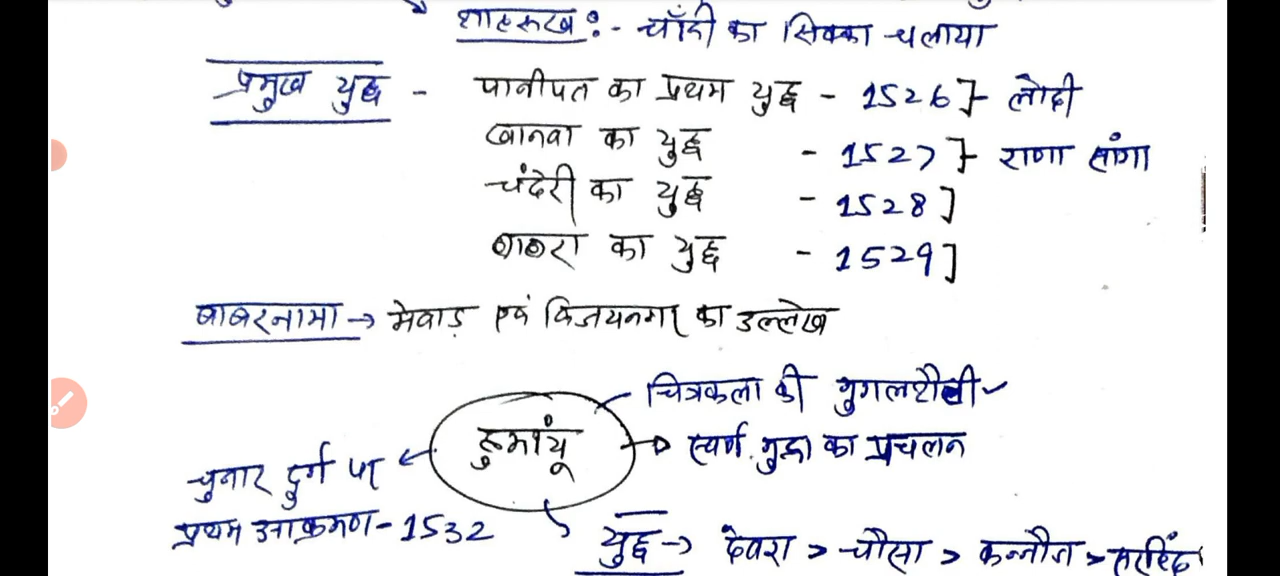 शाहरुख :- चाँदी का सिक्का चलाया
प्रमुख युद्ध - पानीपत का प्रथम युद्ध - 1526 ]- लोदी
खानवा का युद्ध - 1527 ]- राणा सांगा
चंदेरी का युद्ध - 1528 ]
घाघरा का युद्ध - 1529 ]
बाबरनामा → मेवाड़ एवं विजयनगर का उल्लेख
चित्रकला की मुगलशैली ✓
हुमायूं → स्वर्ण मुद्रा का प्रचलन
चुनार दुर्ग पर ←
प्रथम आक्रमण - 1532
युद्ध → देवरा > चौसा > कन्नौज > सरहिंद